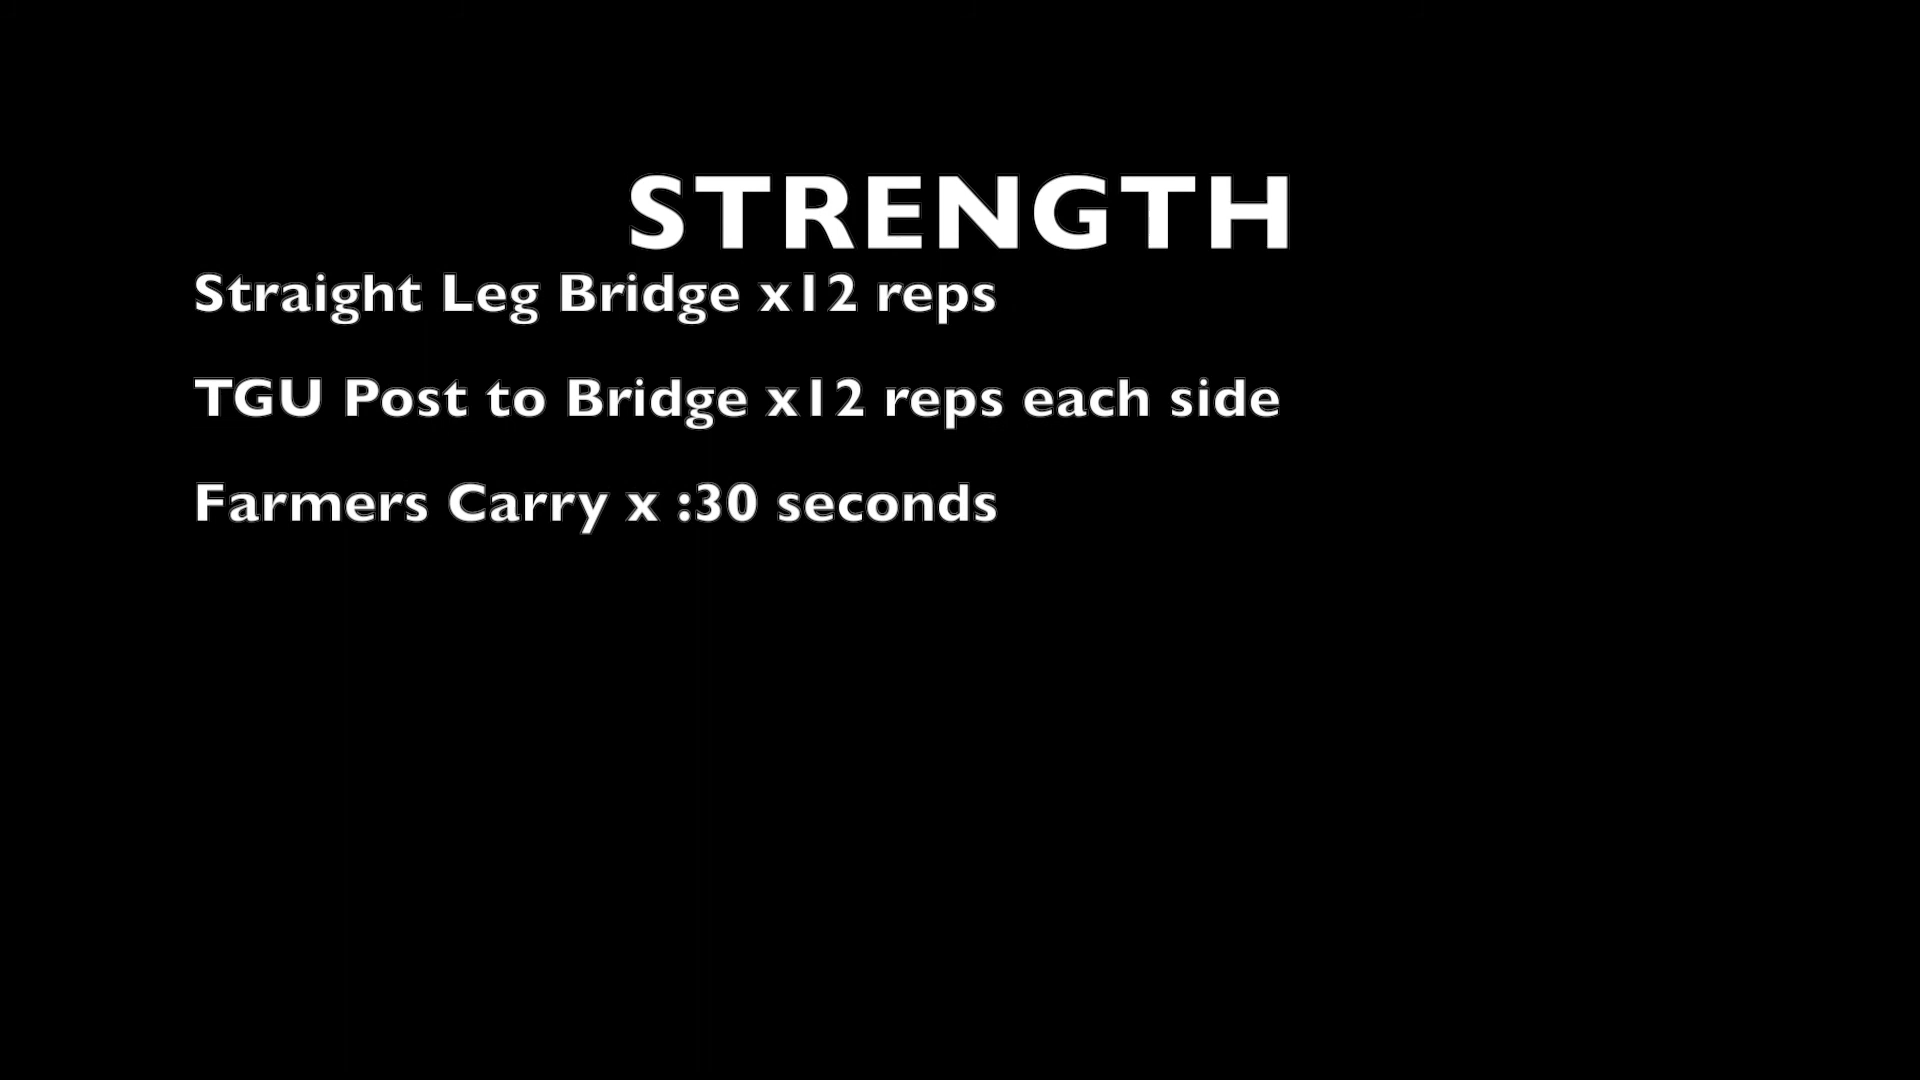 STRENGTH
Straight Leg Bridge x12 reps
TGU Post to Bridge x12 reps each side
Farmers Carry x :30 seconds